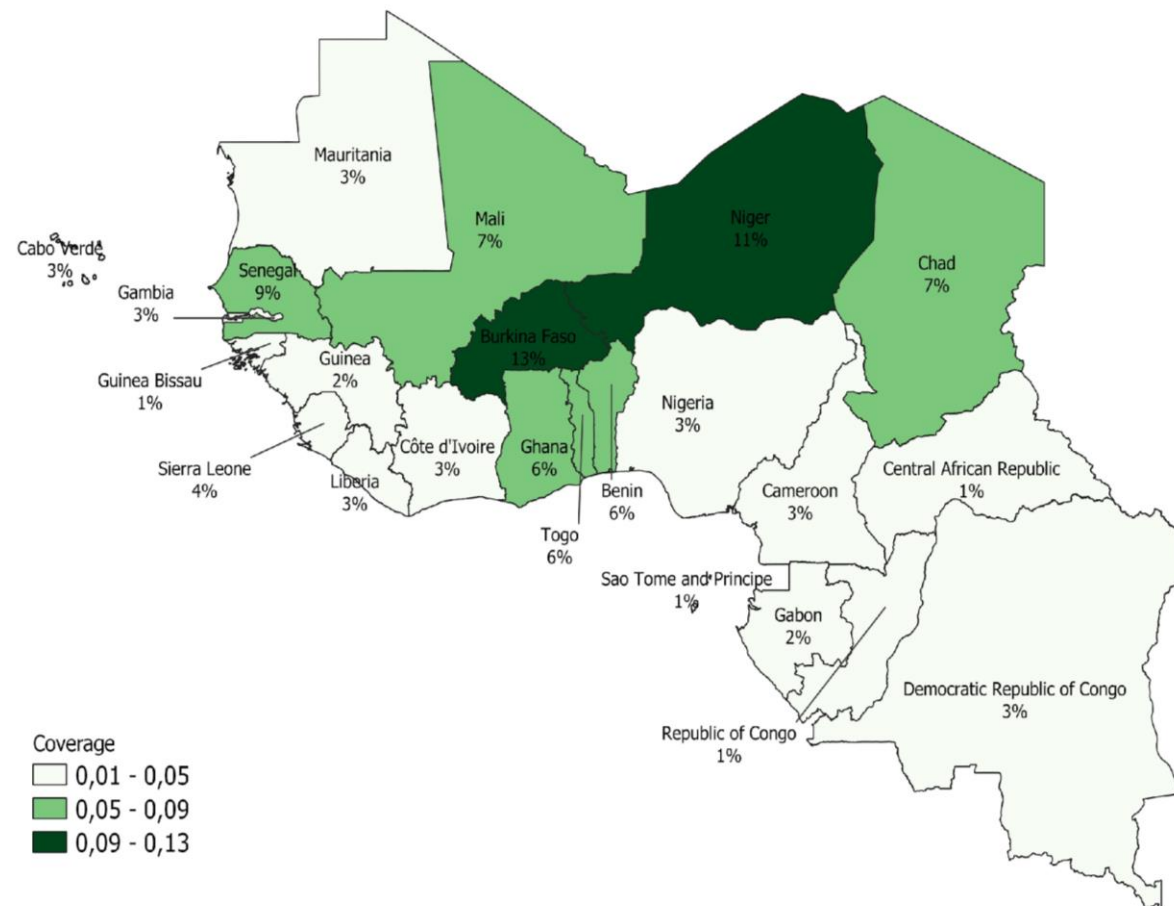 Mauritania
3%
Mali
7%
Niger
11%
Chad
7%
Cabo Verde
3%
Senegal
9%
Gambia
3%
Burkina Faso
13%
Guinea
2%
Guinea Bissau
1%
Nigeria
3%
Côte d'Ivoire
3%
Ghana
6%
Sierra Leone
4%
Liberia
3%
Benin
6%
Togo
6%
Cameroon
3%
Central African Republic
1%
Sao Tome and Principe
1%
Gabon
2%
Democratic Republic of Congo
3%
Republic of Congo
1%
Coverage
0,01 - 0,05
0,05 - 0,09
0,09 - 0,13